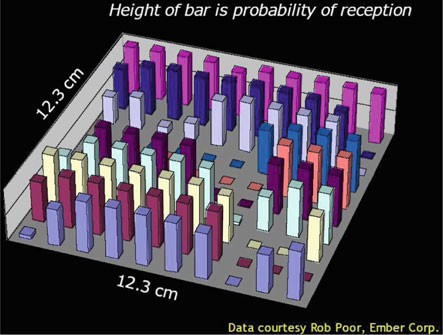 Height of bar is probability of reception
12.3 cm
12.3 cm
Data courtesy Rob Poor, Ember Corp.